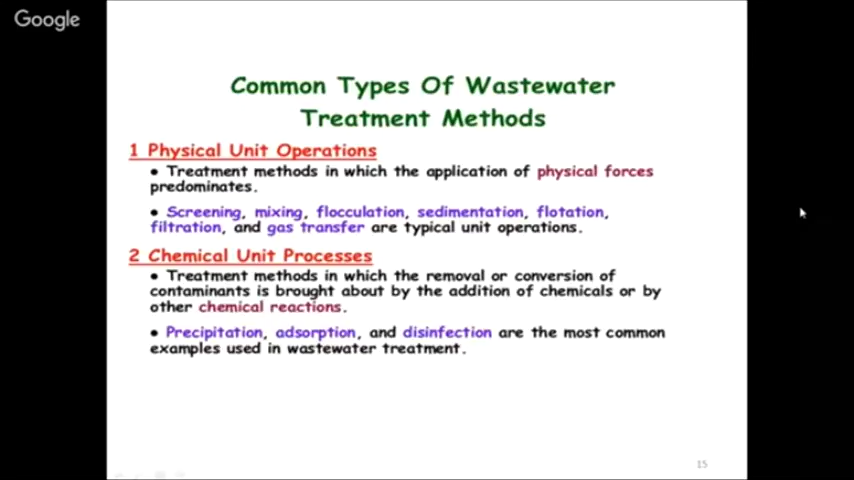 Google
Common Types Of Wastewater
Treatment Methods
1 Physical Unit Operations
• Treatment methods in which the application of physical forces
predominates.
• Screening, mixing, flocculation, sedimentation, flotation,
filtration, and gas transfer are typical unit operations.
2 Chemical Unit Processes
• Treatment methods in which the removal or conversion of
contaminants is brought about by the addition of chemicals or by
other chemical reactions.
• Precipitation, adsorption, and disinfection are the most common
examples used in wastewater treatment.
15